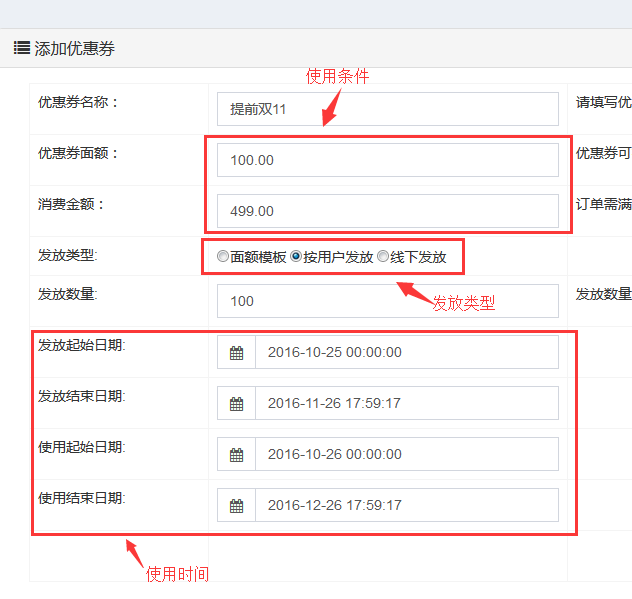 添加优惠券
使用条件
优惠券名称： 提前双11 请填写优
优惠券面额： 100.00 优惠券可
消费金额： 499.00 订单需满
发放类型: 面额模板 按用户发放 线下发放
发放类型
发放数量: 100 发放数量
发放起始日期: 2016-10-25 00:00:00
发放结束日期: 2016-11-26 17:59:17
使用起始日期: 2016-10-26 00:00:00
使用结束日期: 2016-12-26 17:59:17
使用时间